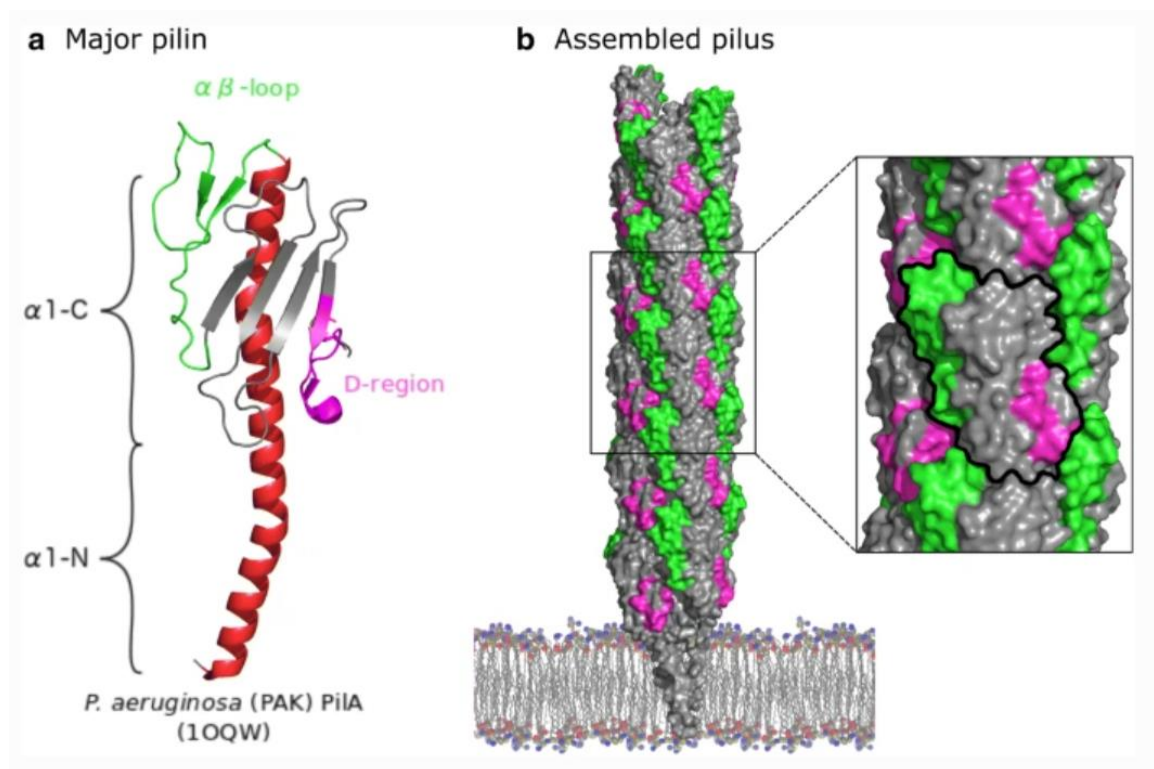 a Major pilin
b Assembled pilus
αβ-loop
α1-C
D-region
α1-N
P. aeruginosa (PAK) PilA
(1OQW)